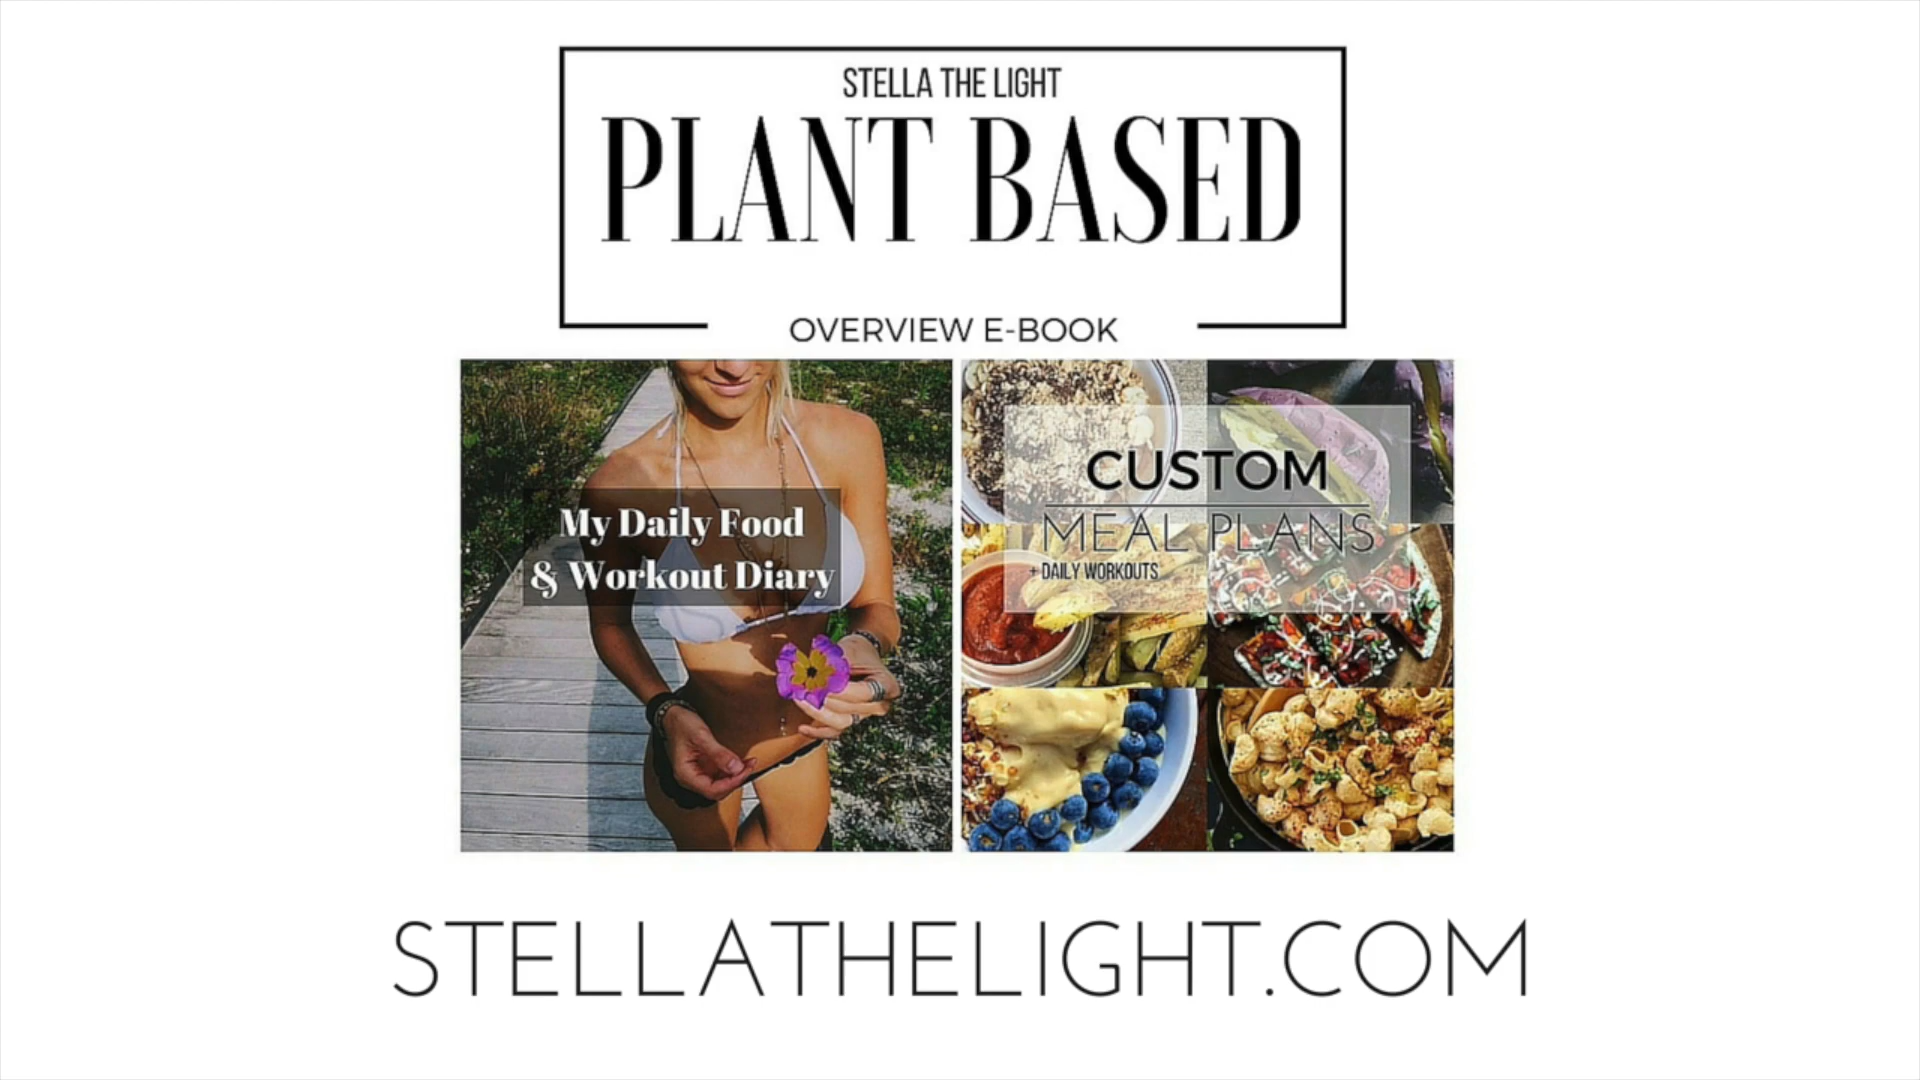 STELLA THE LIGHT
PLANT BASED
OVERVIEW E-BOOK
My Daily Food
& Workout Diary
CUSTOM
MEAL PLANS
+ DAILY WORKOUTS
STELLATHELIGHT.COM